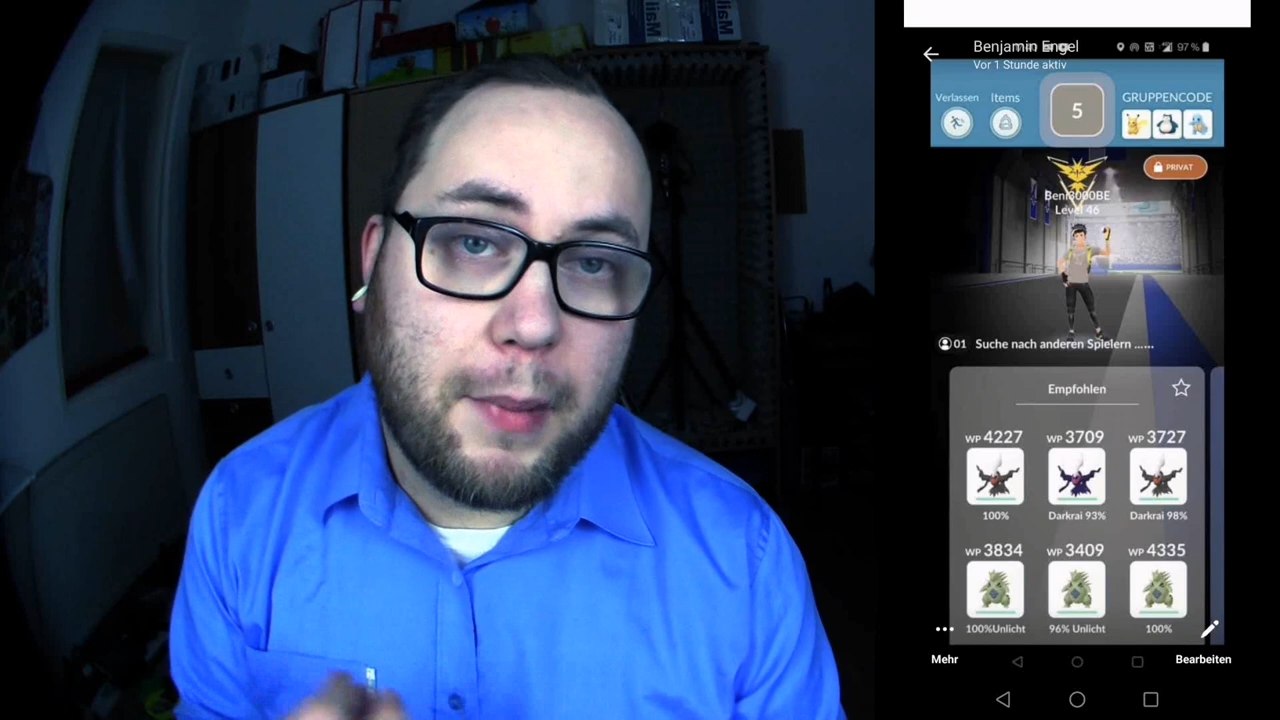 Benjamin Engel
97 %
Vor 1 Stunde aktiv
Verlassen
Items
5
GRUPPENCODE
PRIVAT
Beni3000BE
Level 46
01 Suche nach anderen Spielern ......
Empfohlen
WP 4227 WP 3709 WP 3727
100% Darkrai 93% Darkrai 98%
WP 3834 WP 3409 WP 4335
100%Unlicht 96% Unlicht 100%
Mehr
Bearbeiten